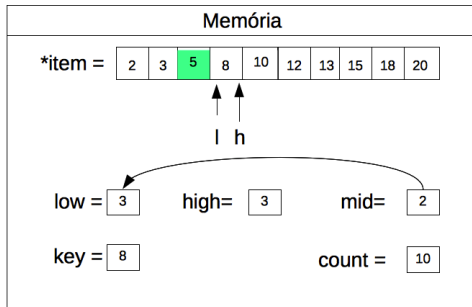 Memória
*item = 2 3 5 8 10 12 13 15 18 20
l h
low = 3 high= 3 mid= 2
key = 8 count = 10